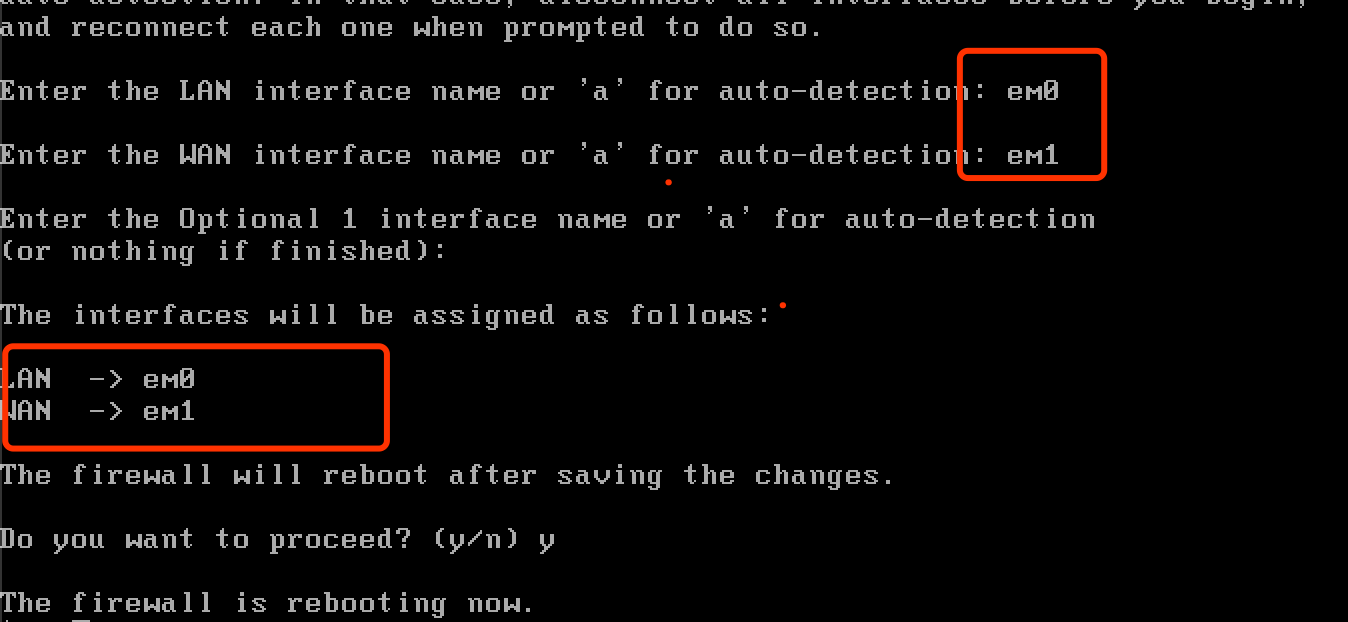 and reconnect each one when prompted to do so.
Enter the LAN interface name or 'a' for auto-detection: em0
Enter the WAN interface name or 'a' for auto-detection: em1
Enter the Optional 1 interface name or 'a' for auto-detection
(or nothing if finished):
The interfaces will be assigned as follows:
LAN -> em0
WAN -> em1
The firewall will reboot after saving the changes.
Do you want to proceed? (y/n) y
The firewall is rebooting now.